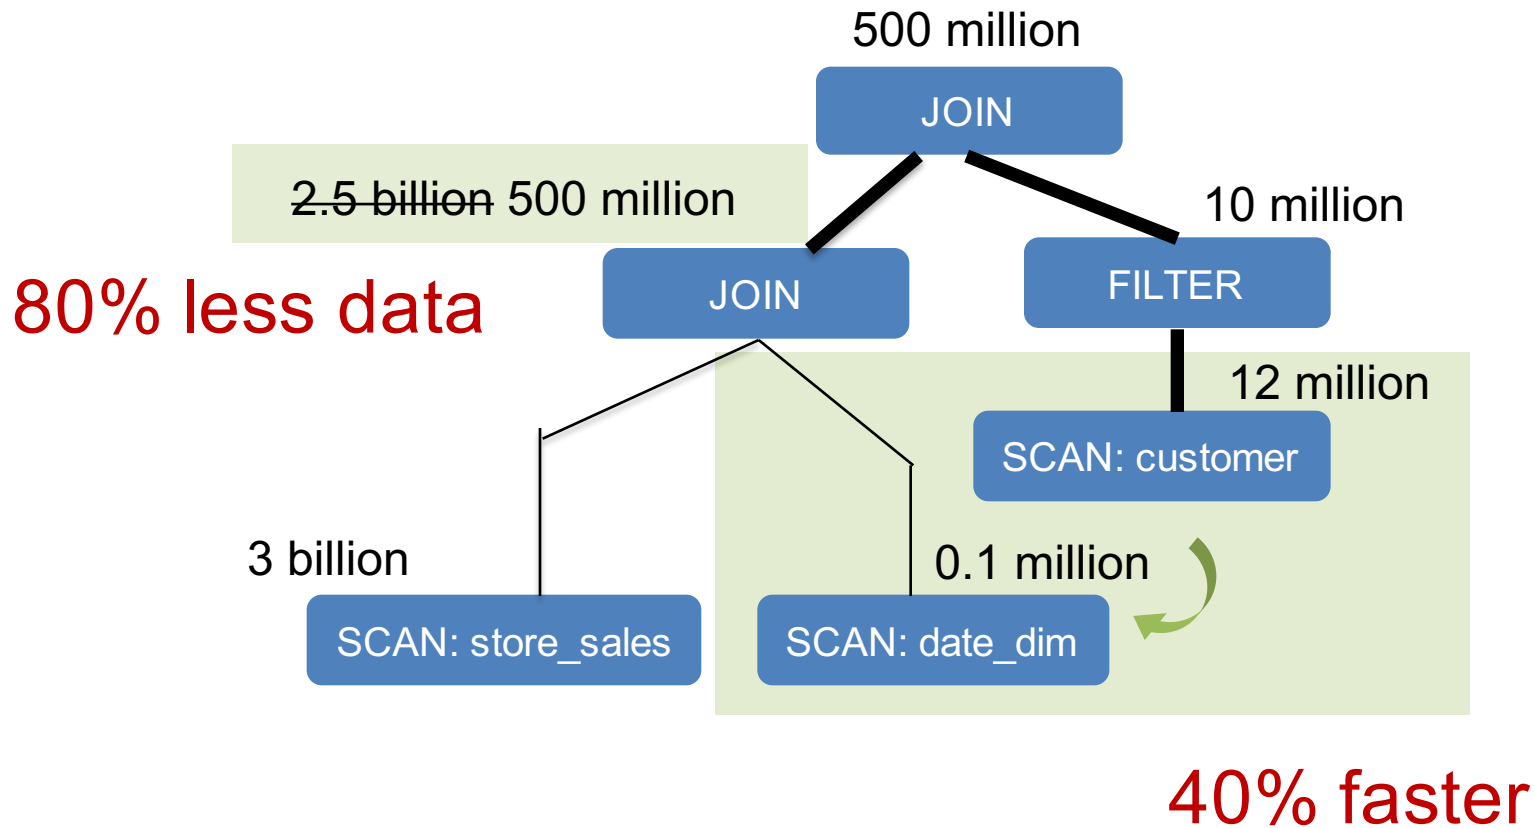 500 million
JOIN
2.5 billion 500 million
10 million
80% less data
JOIN
FILTER
12 million
SCAN: customer
3 billion
0.1 million
SCAN: store_sales
SCAN: date_dim
40% faster